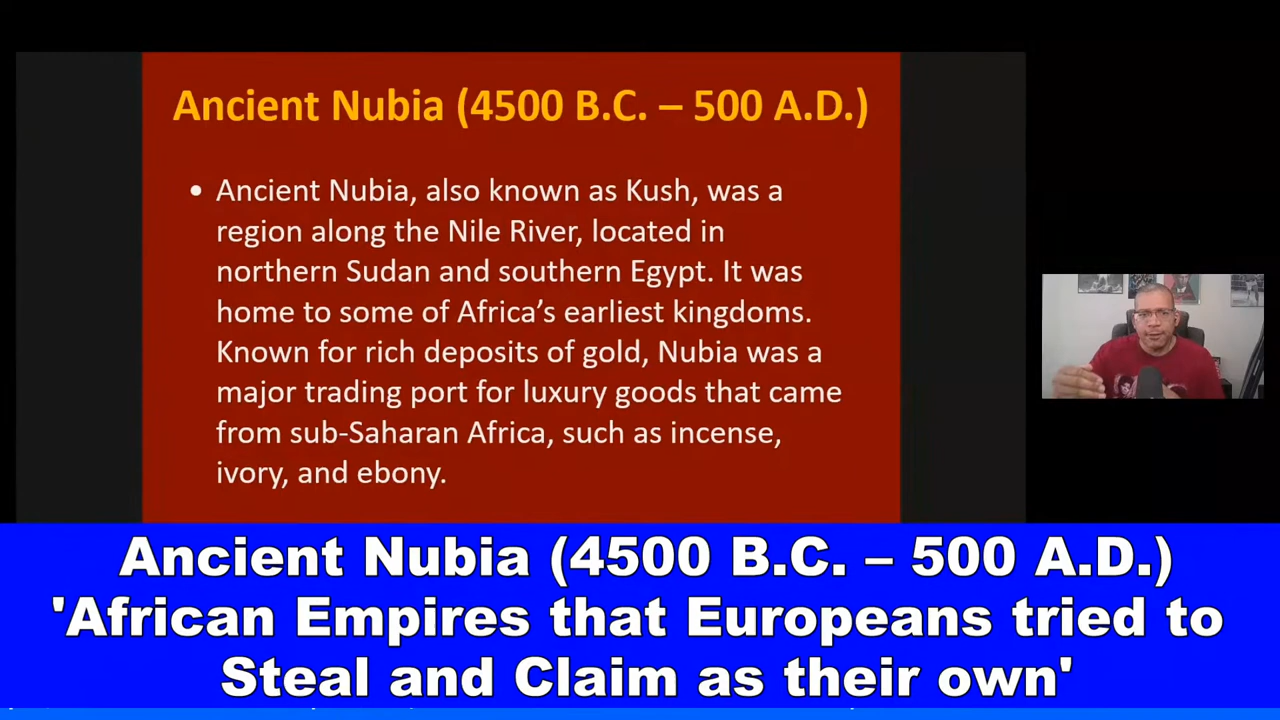 Ancient Nubia (4500 B.C. – 500 A.D.)
• Ancient Nubia, also known as Kush, was a
region along the Nile River, located in
northern Sudan and southern Egypt. It was
home to some of Africa’s earliest kingdoms.
Known for rich deposits of gold, Nubia was a
major trading port for luxury goods that came
from sub-Saharan Africa, such as incense,
ivory, and ebony.
Ancient Nubia (4500 B.C. – 500 A.D.)
'African Empires that Europeans tried to
Steal and Claim as their own'